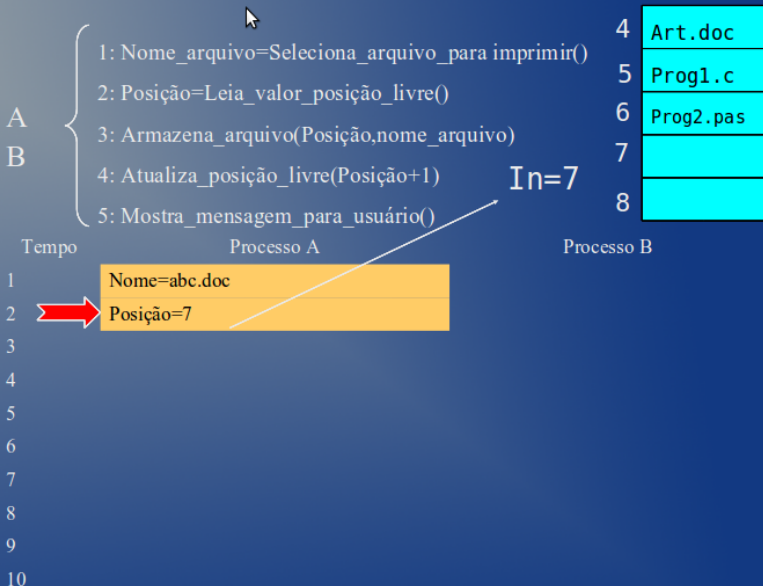 1: Nome_arquivo=Seleciona_arquivo_para imprimir()
2: Posição=Leia_valor_posição_livre()
3: Armazena_arquivo(Posição,nome_arquivo)
4: Atualiza_posição_livre(Posição+1)
5: Mostra_mensagem_para_usuário()
A
B
In=7
4 Art.doc
5 Prog1.c
6 Prog2.pas
7
8
Tempo Processo A Processo B
1 Nome=abc.doc
2 Posição=7
3
4
5
6
7
8
9
10